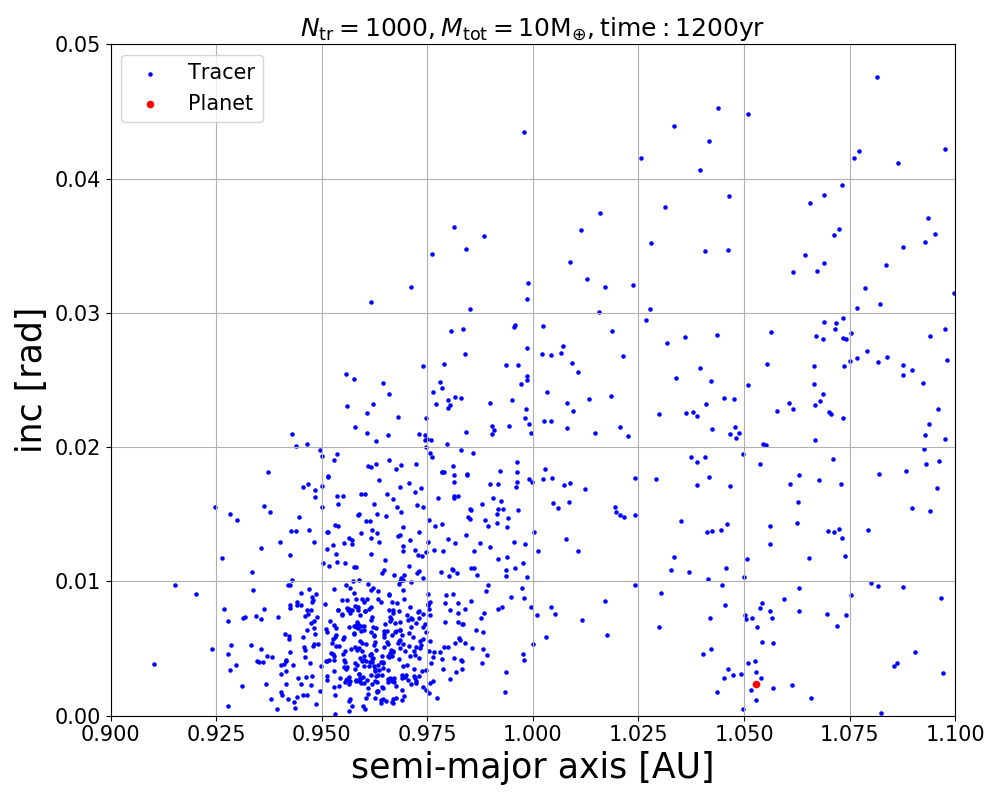 N_tr = 1000, M_tot = 10M_⊕, time : 1200yr
Tracer
Planet
inc [rad]
0.05
0.04
0.03
0.02
0.01
0.00
0.900 0.925 0.950 0.975 1.000 1.025 1.050 1.075 1.100
semi-major axis [AU]